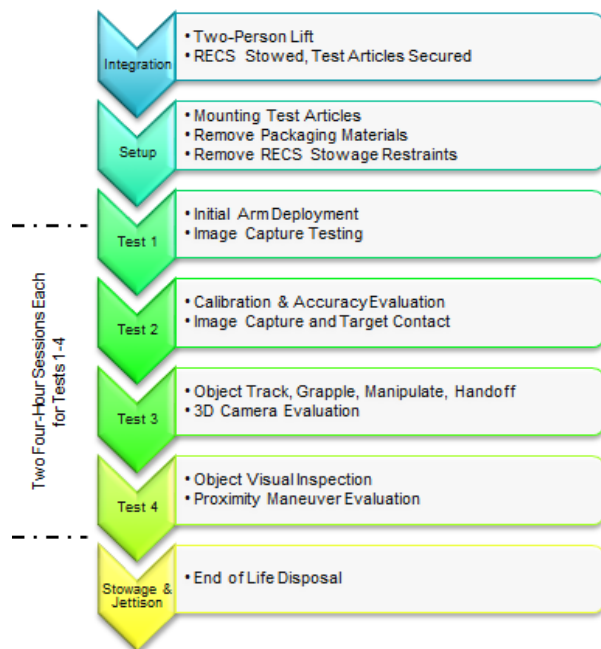 Integration
• Two-Person Lift
• RECS Stowed, Test Articles Secured
Setup
• Mounting Test Articles
• Remove Packaging Materials
• Remove RECS Stowage Restraints
Two Four-Hour Sessions Each
for Tests 1-4
Test 1
• Initial Arm Deployment
• Image Capture Testing
Test 2
• Calibration & Accuracy Evaluation
• Image Capture and Target Contact
Test 3
• Object Track, Grapple, Manipulate, Handoff
• 3D Camera Evaluation
Test 4
• Object Visual Inspection
• Proximity Maneuver Evaluation
Stowage &
Jettison
• End of Life Disposal